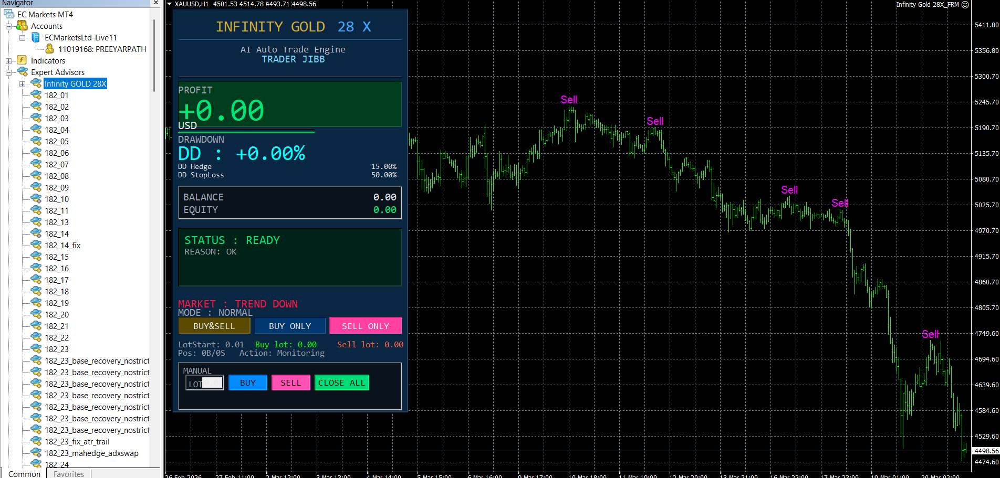 Navigator
EC Markets MT4
Accounts
ECMarketsLtd-Live11
11019168: PREEYARPATH
Indicators
Expert Advisors
Infinity GOLD 28X
182_01
182_02
182_03
182_04
182_05
182_06
182_07
182_08
182_09
182_10
182_11
182_13
182_14
182_14_fix
182_15
182_16
182_17
182_18
182_19
182_20
182_21
182_22
182_23
182_23_base_recovery_nostrict
182_23_base_recovery_nostrict
182_23_base_recovery_nostrict
182_23_base_recovery_nostrict
182_23_base_recovery_nostrict
182_23_base_recovery_nostrict
182_23_base_recovery_nostrict
182_23_fix_atr_trail
182_23_mahedge_adxswap
182_24
Common Favorites
XAUUSD,H1 4501.53 4514.78 4493.71 4498.56
Infinity Gold 28X_FRM
INFINITY GOLD 28 X
AI Auto Trade Engine
TRADER JIBB
PROFIT
+0.00
USD
DRAWDOWN
DD : +0.00%
DD Hedge 15.00%
DD StopLoss 50.00%
BALANCE 0.00
EQUITY 0.00
STATUS : READY
REASON: OK
MARKET : TREND DOWN
MODE : NORMAL
BUY&SELL BUY ONLY SELL ONLY
LotStart: 0.01 Buy lot: 0.00 Sell lot: 0.00
Pos: 0B/0S Action: Monitoring
MANUAL
LOT BUY SELL CLOSE ALL
Sell
Sell
Sell
Sell
Sell
5411.80
5356.80
5300.70
5245.70
5190.70
5135.70
5080.70
5025.70
4970.70
4915.70
4860.70
4805.70
4749.60
4694.60
4639.60
4584.60
4529.60
4498.56
4474.60
26 Feb 2026 27 Feb 11:00 2 Mar 12:00 3 Mar 13:00 4 Mar 14:00 5 Mar 15:00 6 Mar 16:00 9 Mar 17:00 10 Mar 18:00 11 Mar 19:00 12 Mar 20:00 13 Mar 21:00 16 Mar 22:00 17 Mar 23:00 19 Mar 01:00 20 Mar 02:00